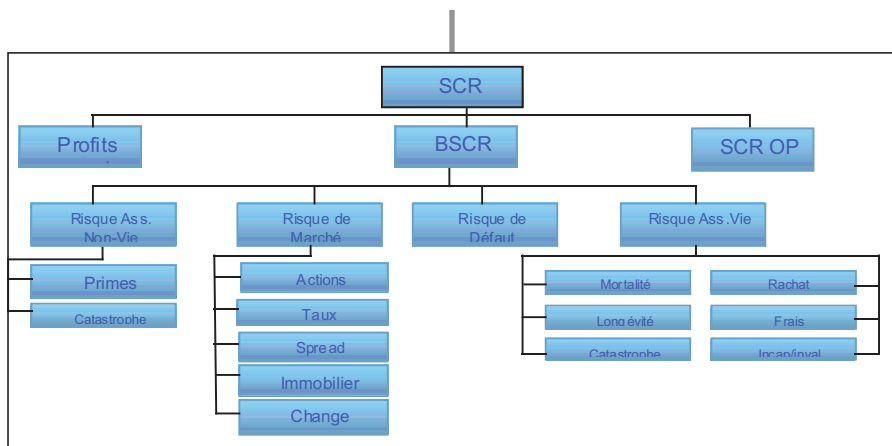 SCR
Profits
BSCR
SCR OP
Risque Ass.
Non-Vie
Risque de
Marché
Risque de
Défaut
Risque Ass.Vie
Primes
Catastrophe
Actions
Taux
Spread
Immobilier
Change
Mortalité
Rachat
Longévité
Frais
Catastrophe
Incap/inval